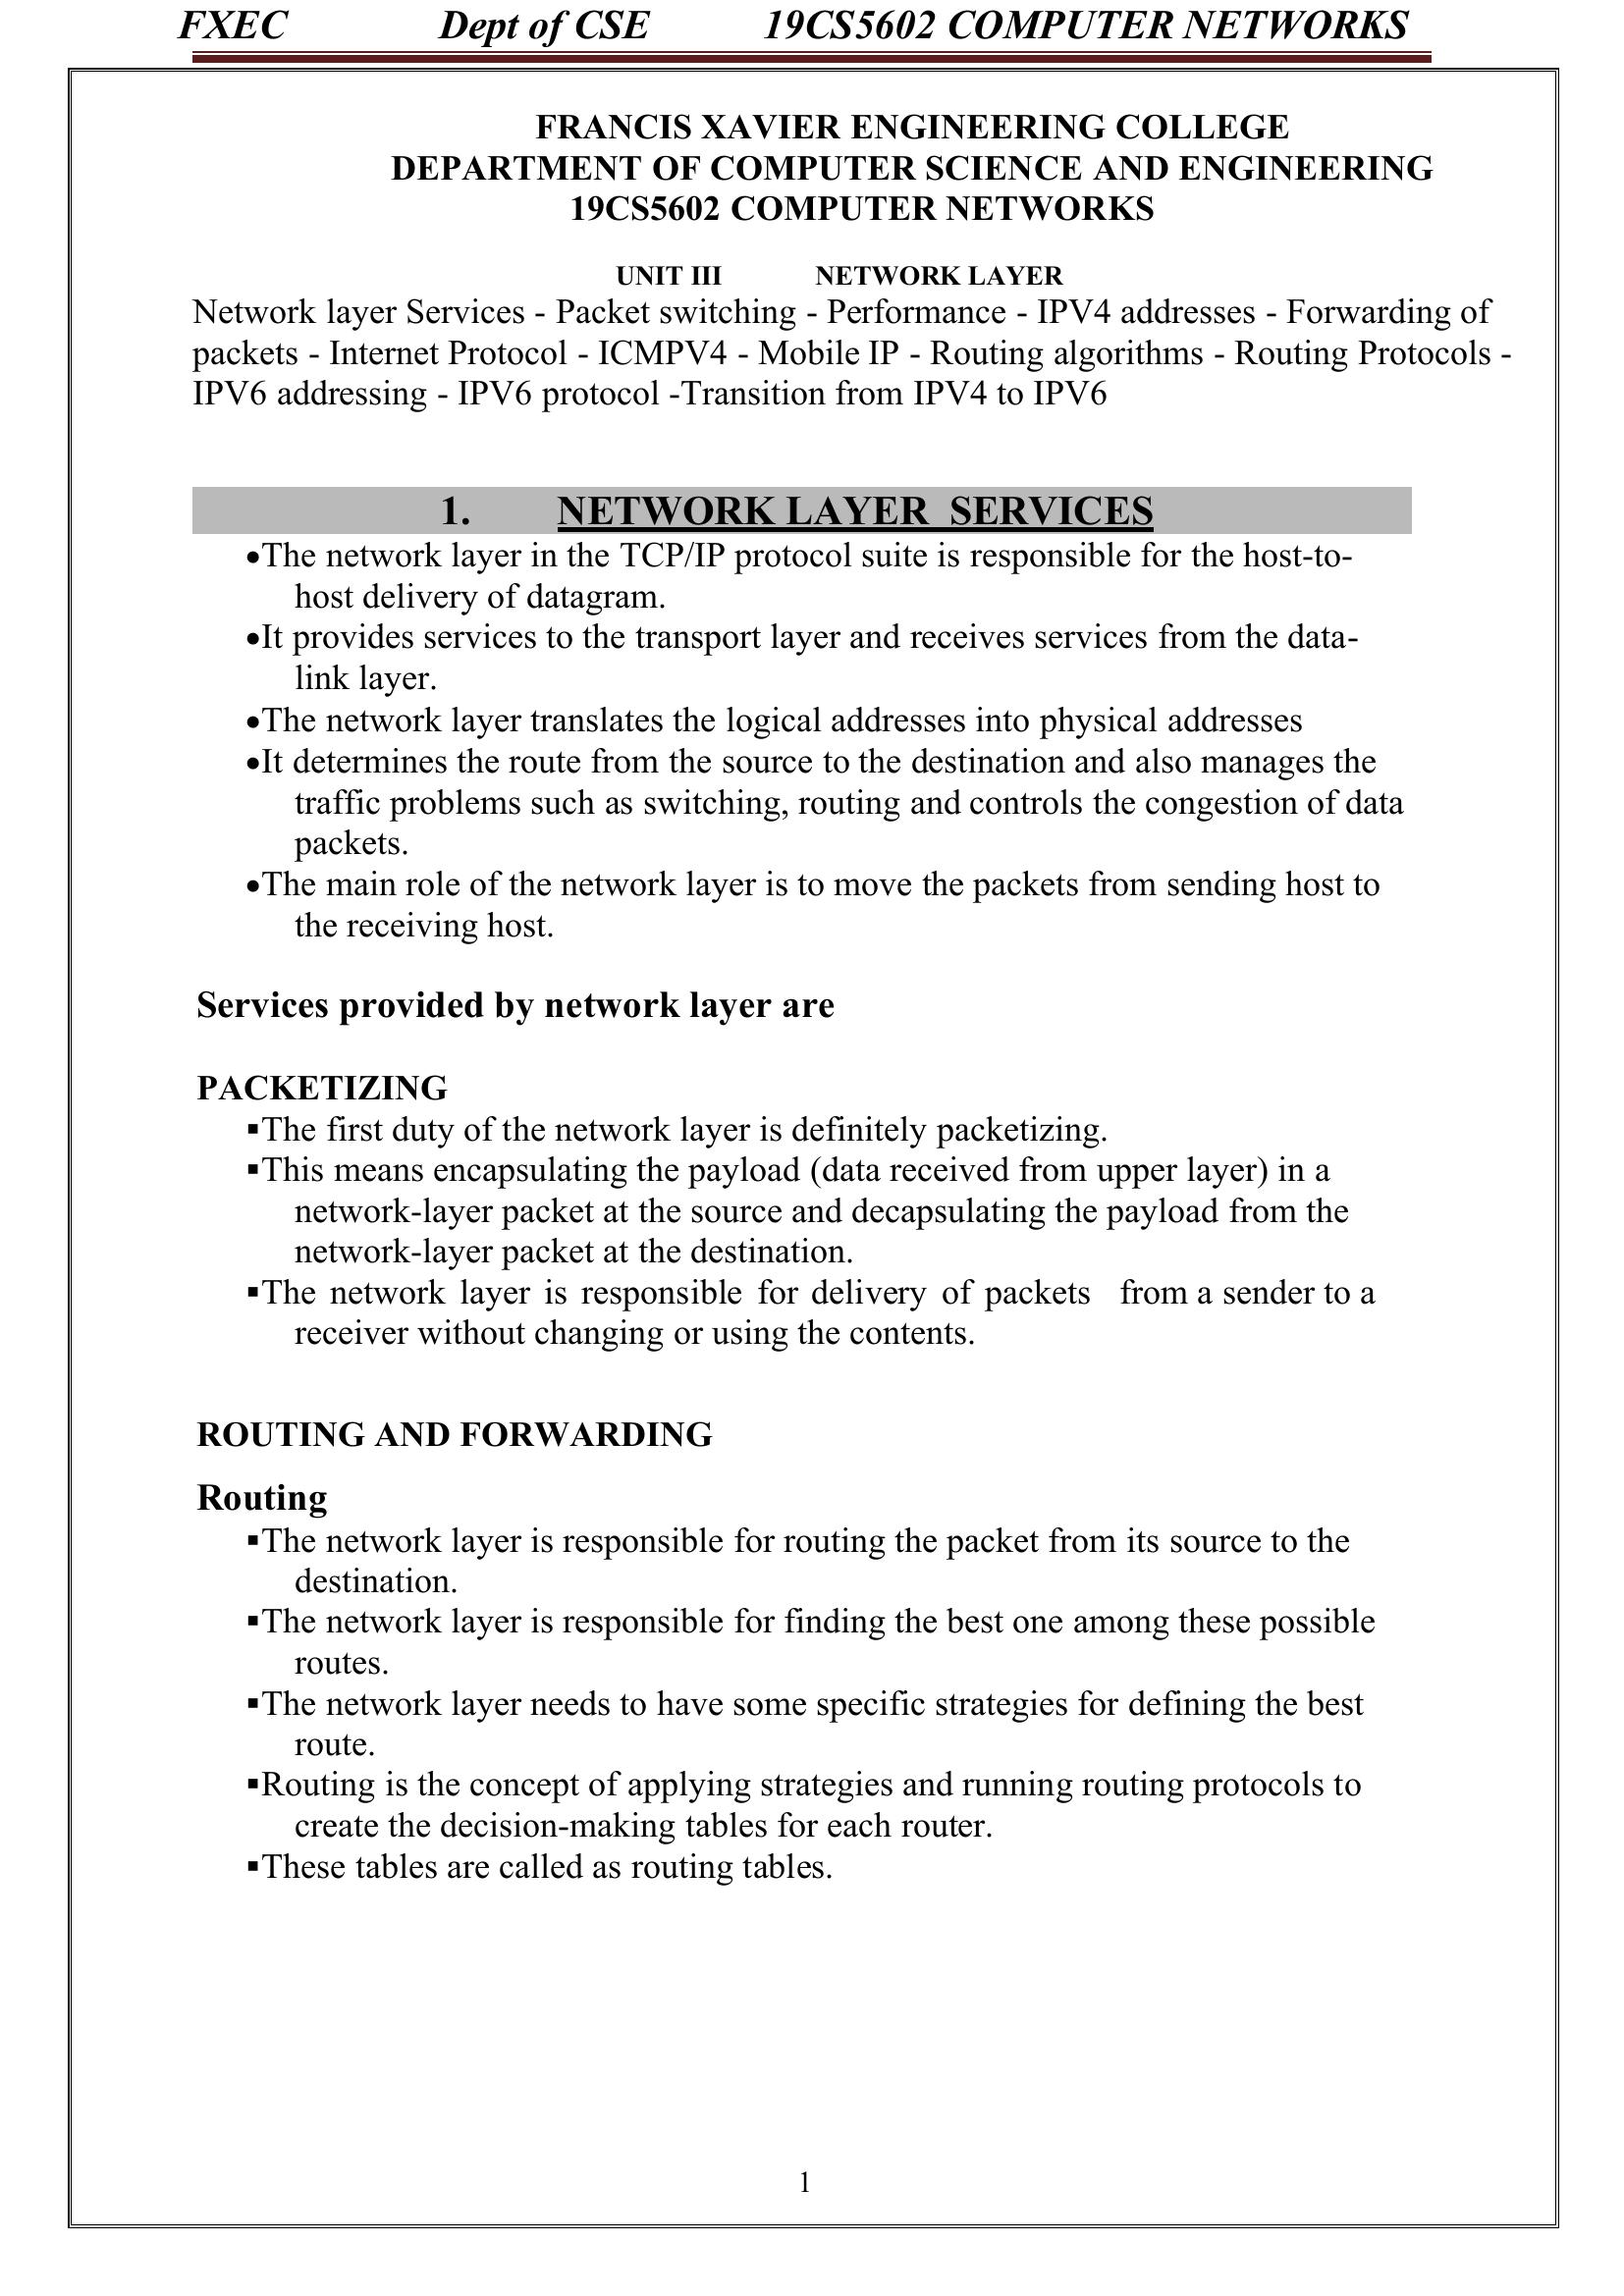 FXEC Dept of CSE 19CS5602 COMPUTER NETWORKS
FRANCIS XAVIER ENGINEERING COLLEGE
DEPARTMENT OF COMPUTER SCIENCE AND ENGINEERING
19CS5602 COMPUTER NETWORKS
UNIT III NETWORK LAYER
Network layer Services - Packet switching - Performance - IPV4 addresses - Forwarding of
packets - Internet Protocol - ICMPV4 - Mobile IP - Routing algorithms - Routing Protocols -
IPV6 addressing - IPV6 protocol -Transition from IPV4 to IPV6
1. NETWORK LAYER SERVICES
•The network layer in the TCP/IP protocol suite is responsible for the host-to-
host delivery of datagram.
•It provides services to the transport layer and receives services from the data-
link layer.
•The network layer translates the logical addresses into physical addresses
•It determines the route from the source to the destination and also manages the
traffic problems such as switching, routing and controls the congestion of data
packets.
•The main role of the network layer is to move the packets from sending host to
the receiving host.
Services provided by network layer are
PACKETIZING
▪The first duty of the network layer is definitely packetizing.
▪This means encapsulating the payload (data received from upper layer) in a
network-layer packet at the source and decapsulating the payload from the
network-layer packet at the destination.
▪The network layer is responsible for delivery of packets from a sender to a
receiver without changing or using the contents.
ROUTING AND FORWARDING
Routing
▪The network layer is responsible for routing the packet from its source to the
destination.
▪The network layer is responsible for finding the best one among these possible
routes.
▪The network layer needs to have some specific strategies for defining the best
route.
▪Routing is the concept of applying strategies and running routing protocols to
create the decision-making tables for each router.
▪These tables are called as routing tables.
1